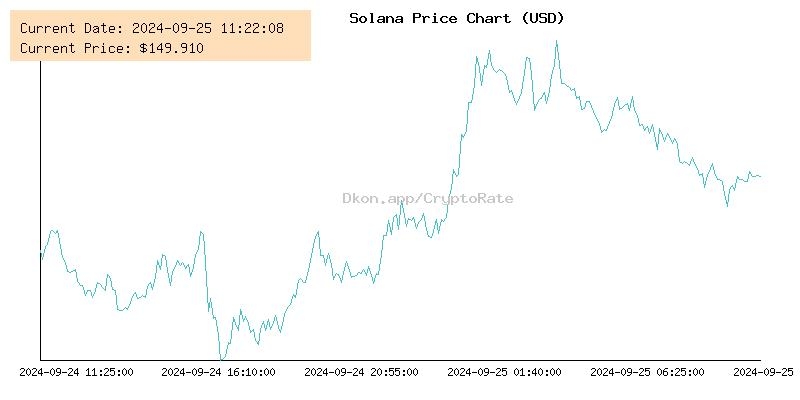 Solana Price Chart (USD)
Current Date: 2024-09-25 11:22:08
Current Price: $149.910
Dkon.app/CryptoRate
2024-09-24 11:25:00 2024-09-24 16:10:00 2024-09-24 20:55:00 2024-09-25 01:40:00 2024-09-25 06:25:00 2024-09-25